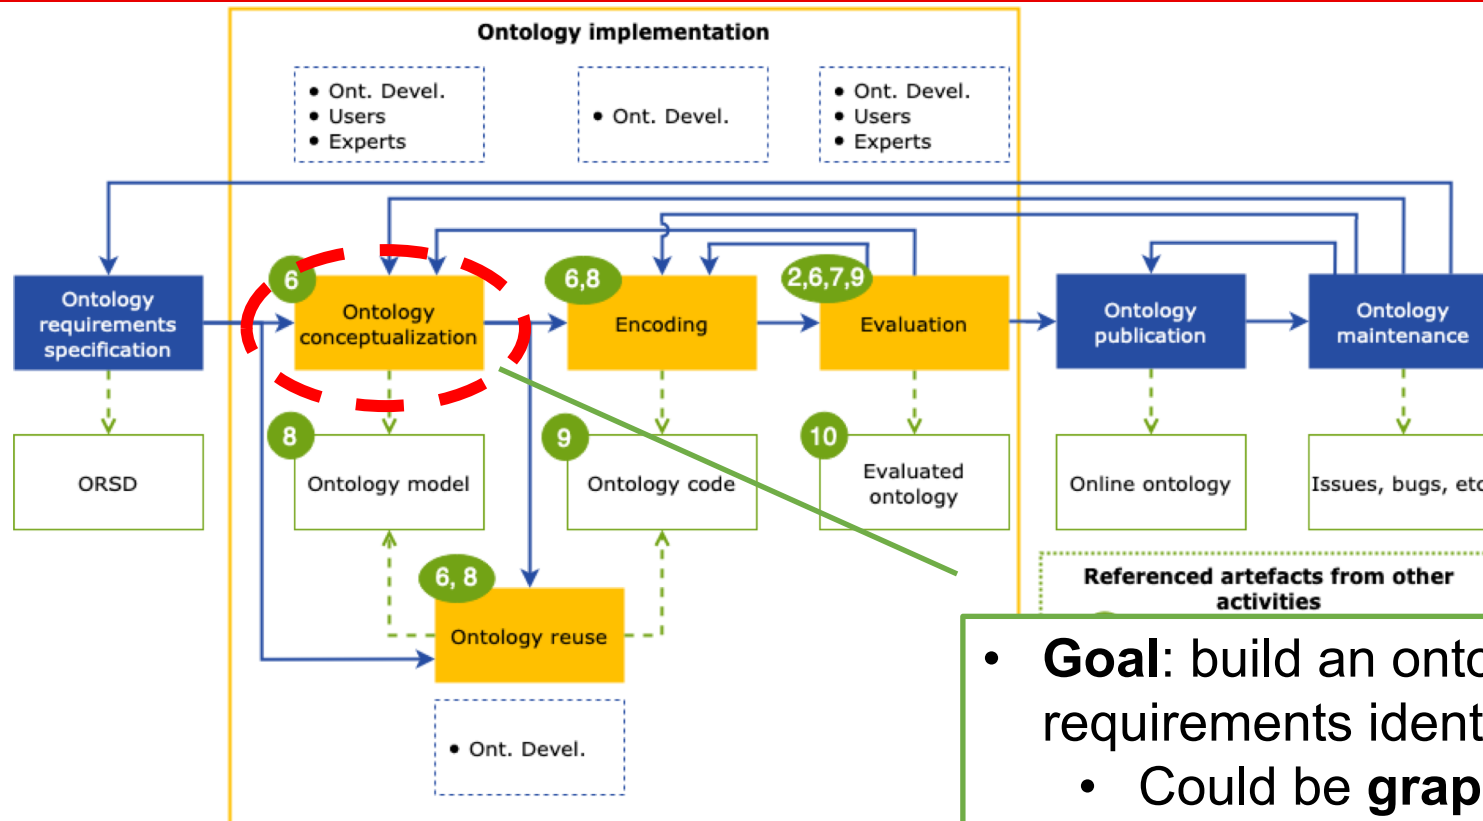 Ontology implementation
• Ont. Devel.
• Users
• Experts
• Ont. Devel.
• Ont. Devel.
• Users
• Experts
6
6,8
2,6,7,9
Ontology
requirements
specification
Ontology
conceptualization
Encoding
Evaluation
Ontology
publication
Ontology
maintenance
8
9
10
ORSD
Ontology model
Ontology code
Evaluated
ontology
Online ontology
Issues, bugs, etc
6, 8
Ontology reuse
Referenced artefacts from other
activities
• Ont. Devel.
• Goal: build an onto
requirements ident
• Could be grap